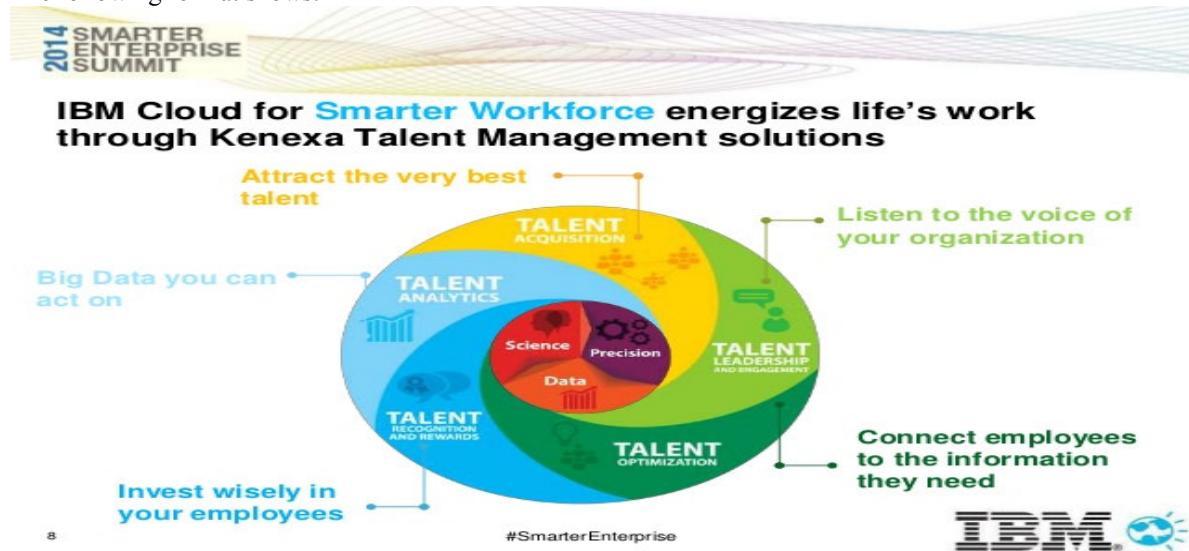 2014
SMARTER
ENTERPRISE
SUMMIT
IBM Cloud for Smarter Workforce energizes life's work
through Kenexa Talent Management solutions
Attract the very best
talent
Listen to the voice of
your organization
Big Data you can
act on
TALENT
ACQUISITION
TALENT
ANALYTICS
Science
Precision
Data
TALENT
LEADERSHIP
AND ENGAGEMENT
TALENT
RECOGNITION
AND REWARDS
TALENT
OPTIMIZATION
Connect employees
to the information
they need
Invest wisely in
your employees
8
#SmarterEnterprise
IBM